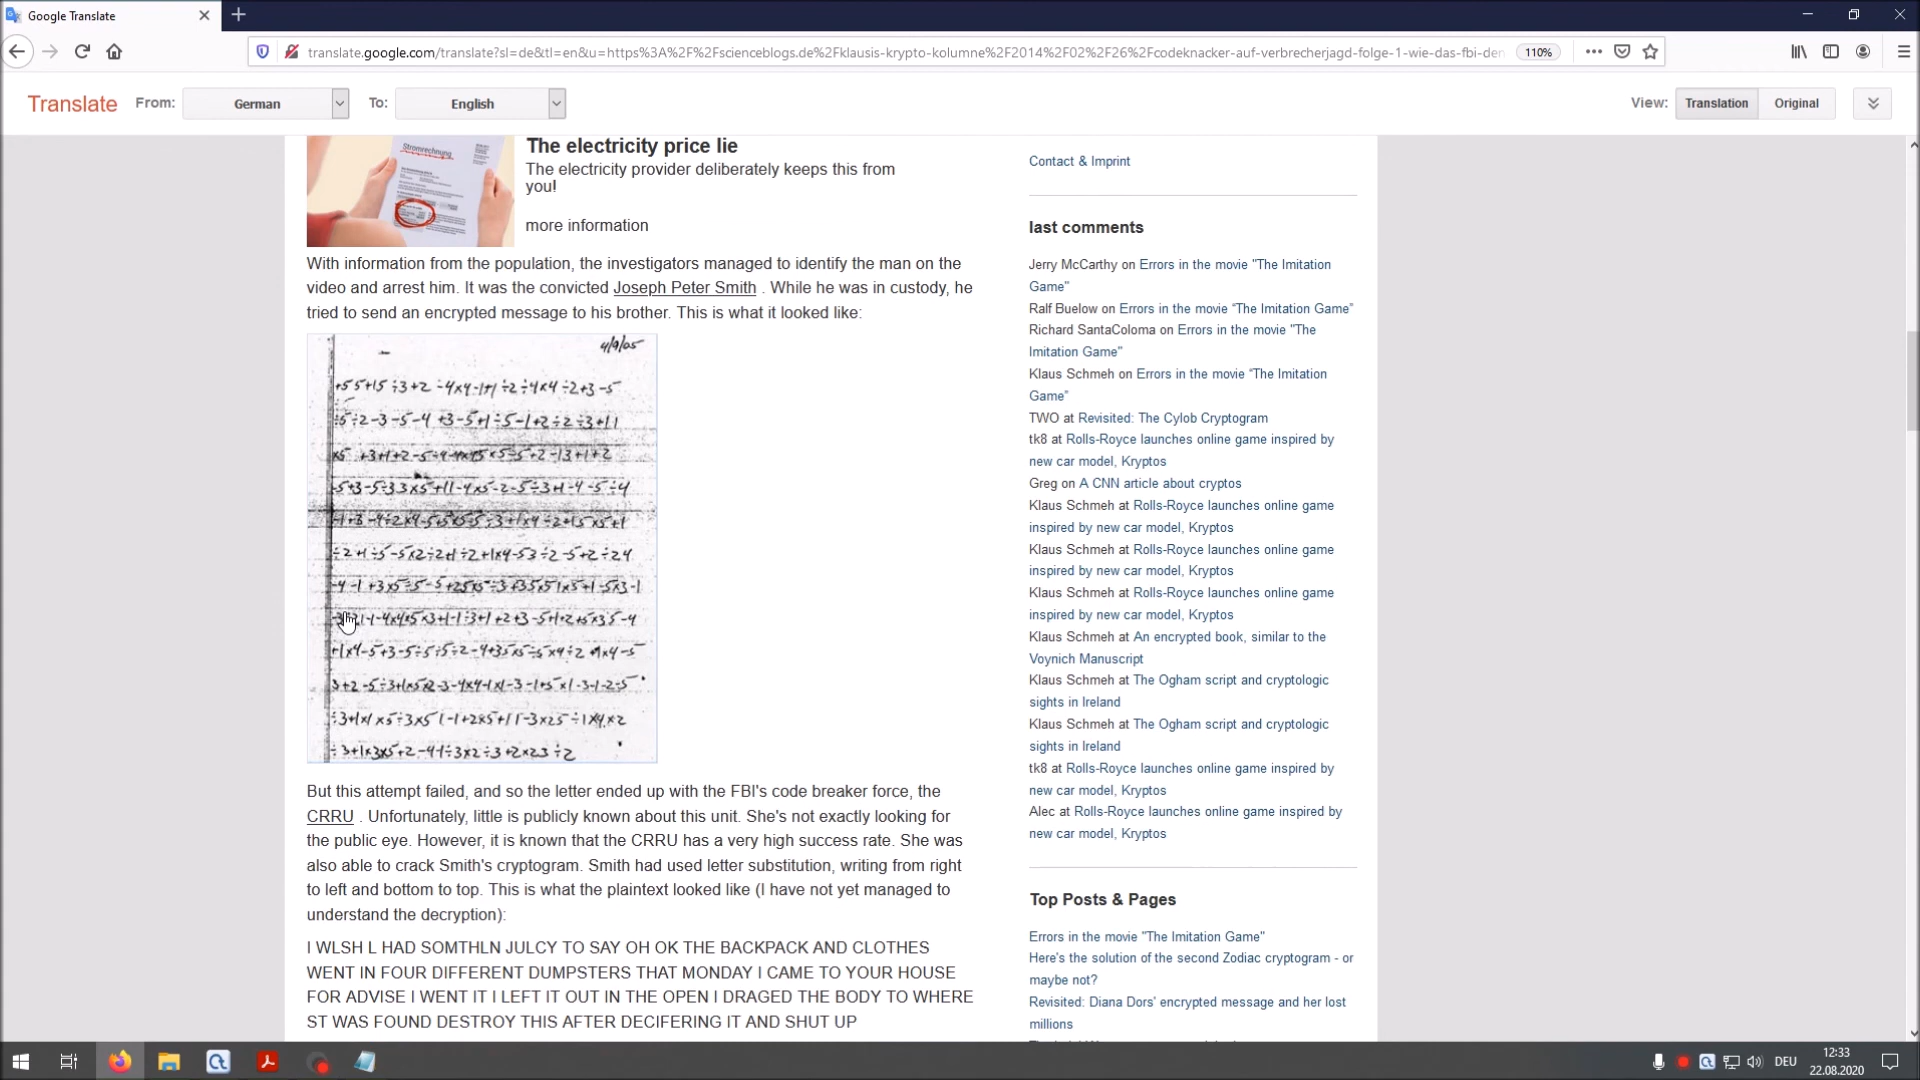 Google Translate
translate.google.com/translate?sl=de&tl=en&u=https%3A%2F%2Fscienceblogs.de%2Fklausis-krypto-kolumne%2F2014%2F02%2F26%2Fcodeknacker-auf-verbrecherjagd-folge-1-wie-das-fbi-den
110%
Translate
From:
German
To:
English
View:
Translation
Original
Stromrechnung
The electricity price lie
The electricity provider deliberately keeps this from
you!
more information
With information from the population, the investigators managed to identify the man on the
video and arrest him. It was the convicted Joseph Peter Smith . While he was in custody, he
tried to send an encrypted message to his brother. This is what it looked like:
4/9/05
But this attempt failed, and so the letter ended up with the FBI's code breaker force, the
CRRU . Unfortunately, little is publicly known about this unit. She's not exactly looking for
the public eye. However, it is known that the CRRU has a very high success rate. She was
also able to crack Smith's cryptogram. Smith had used letter substitution, writing from right
to left and bottom to top. This is what the plaintext looked like (I have not yet managed to
understand the decryption):
I WLSH L HAD SOMTHLN JULCY TO SAY OH OK THE BACKPACK AND CLOTHES
WENT IN FOUR DIFFERENT DUMPSTERS THAT MONDAY I CAME TO YOUR HOUSE
FOR ADVISE I WENT IT I LEFT IT OUT IN THE OPEN I DRAGED THE BODY TO WHERE
ST WAS FOUND DESTROY THIS AFTER DECIFERING IT AND SHUT UP
Contact & Imprint
last comments
Jerry McCarthy on Errors in the movie "The Imitation
Game"
Ralf Buelow on Errors in the movie “The Imitation Game”
Richard SantaColoma on Errors in the movie "The
Imitation Game"
Klaus Schmeh on Errors in the movie “The Imitation
Game”
TWO at Revisited: The Cylob Cryptogram
tk8 at Rolls-Royce launches online game inspired by
new car model, Kryptos
Greg on A CNN article about cryptos
Klaus Schmeh at Rolls-Royce launches online game
inspired by new car model, Kryptos
Klaus Schmeh at Rolls-Royce launches online game
inspired by new car model, Kryptos
Klaus Schmeh at Rolls-Royce launches online game
inspired by new car model, Kryptos
Klaus Schmeh at An encrypted book, similar to the
Voynich Manuscript
Klaus Schmeh at The Ogham script and cryptologic
sights in Ireland
Klaus Schmeh at The Ogham script and cryptologic
sights in Ireland
tk8 at Rolls-Royce launches online game inspired by
new car model, Kryptos
Alec at Rolls-Royce launches online game inspired by
new car model, Kryptos
Top Posts & Pages
Errors in the movie "The Imitation Game"
Here's the solution of the second Zodiac cryptogram - or
maybe not?
Revisited: Diana Dors' encrypted message and her lost
millions
DEU
12:33
22.08.2020